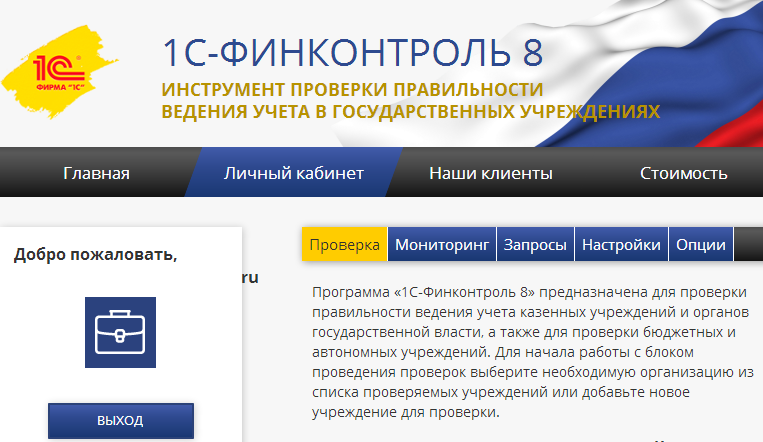 1С
ФИРМА "1С"
1С-ФИНКОНТРОЛЬ 8
ИНСТРУМЕНТ ПРОВЕРКИ ПРАВИЛЬНОСТИ
ВЕДЕНИЯ УЧЕТА В ГОСУДАРСТВЕННЫХ УЧРЕЖДЕНИЯХ
Главная Личный кабинет Наши клиенты Стоимость
Добро пожаловать,
ru
ВЫХОД
Проверка Мониторинг Запросы Настройки Опции
Программа «1С-Финконтроль 8» предназначена для проверки
правильности ведения учета казенных учреждений и органов
государственной власти, а также для проверки бюджетных и
автономных учреждений. Для начала работы с блоком
проведения проверок выберите необходимую организацию из
списка проверяемых учреждений или добавьте новое
учреждение для проверки.